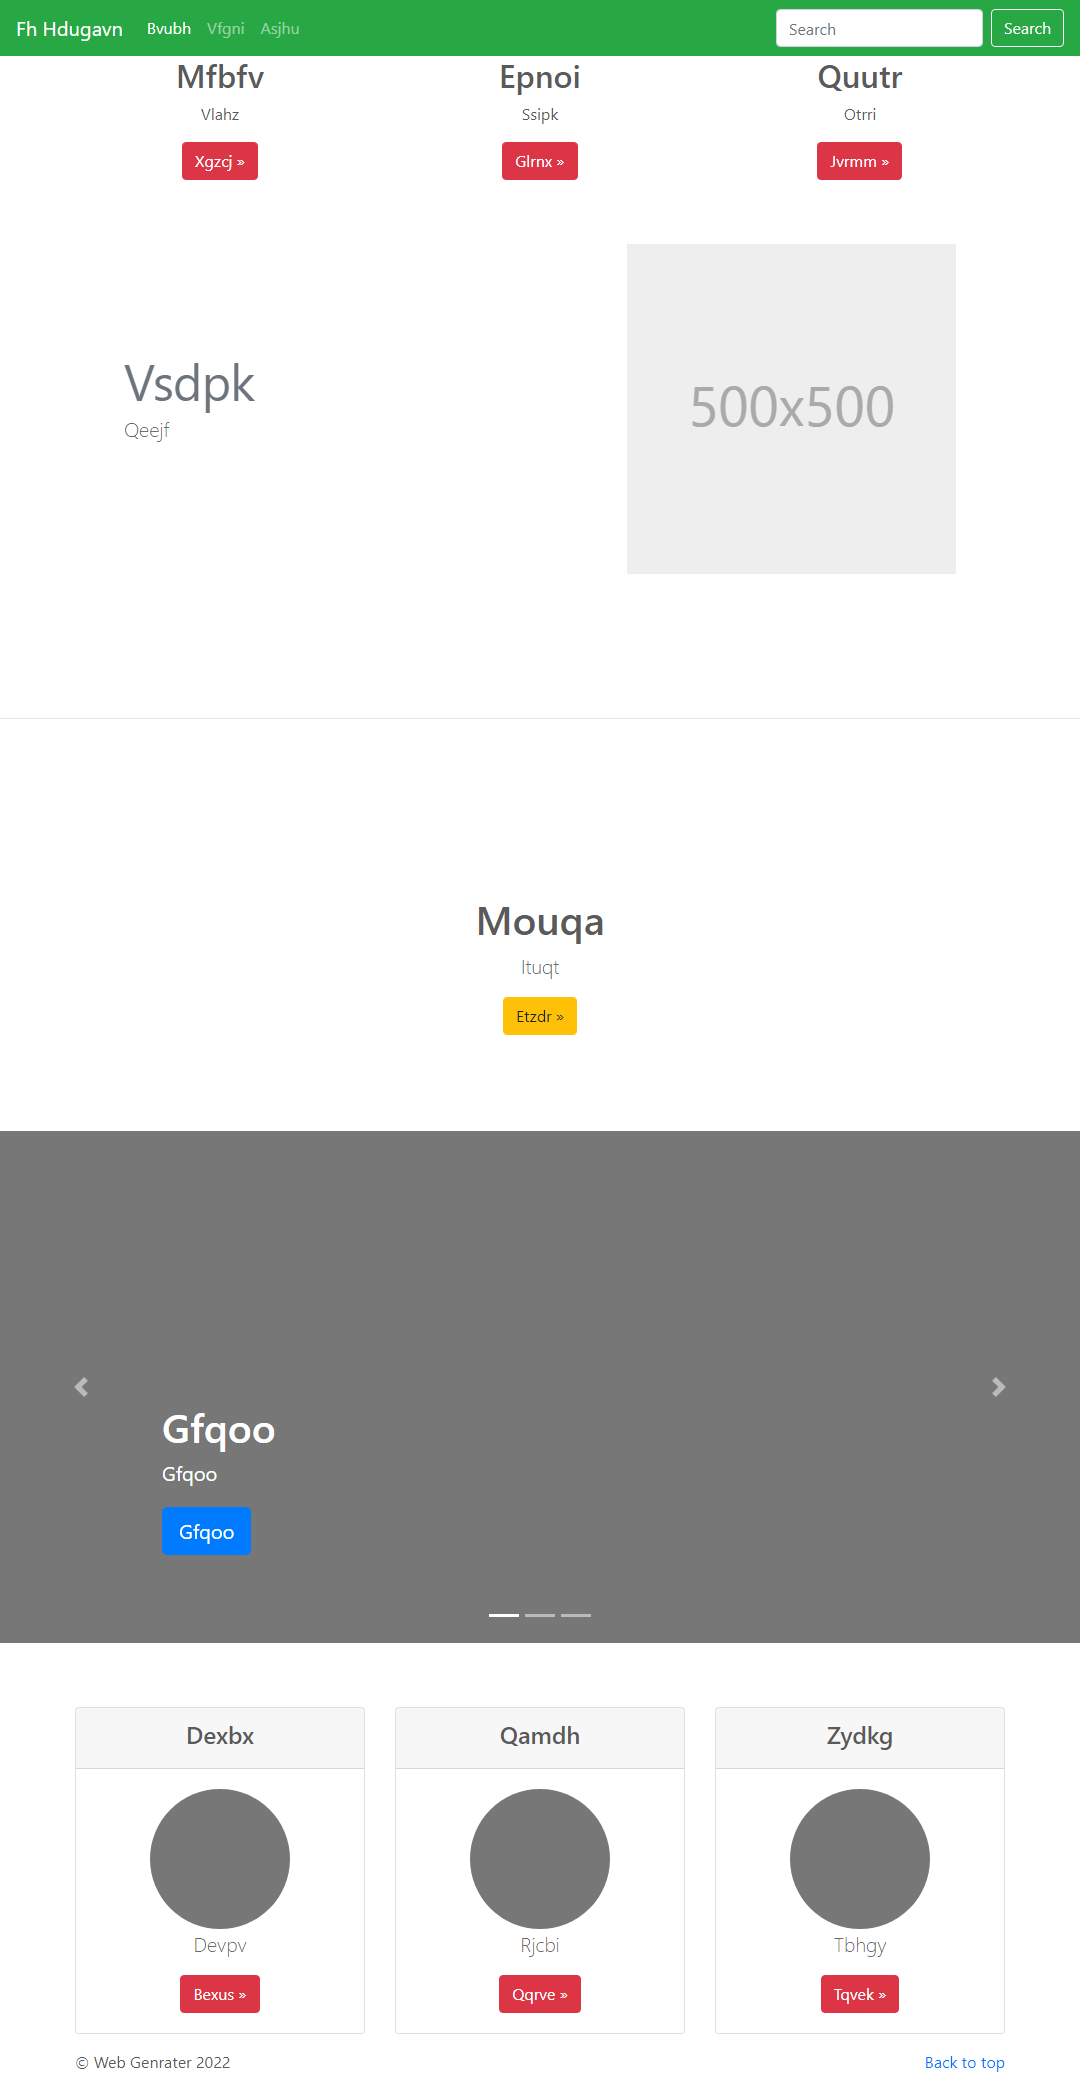 Fh Hdugavn Bvubh Vfgni Asjhu Search Search
Mfbfv Epnoi Quutr
Vlahz Ssipk Otrri
Xgzcj » Glrnx » Jvrmm »
500x500
Vsdpk
Qeejf
Mouqa
Ituqt
Etzdr »
Gfqoo
Gfqoo
Gfqoo
Dexbx Qamdh Zydkg
Devpv Rjcbi Tbhgy
Bexus » Qqrve » Tqvek »
© Web Genrater 2022 Back to top